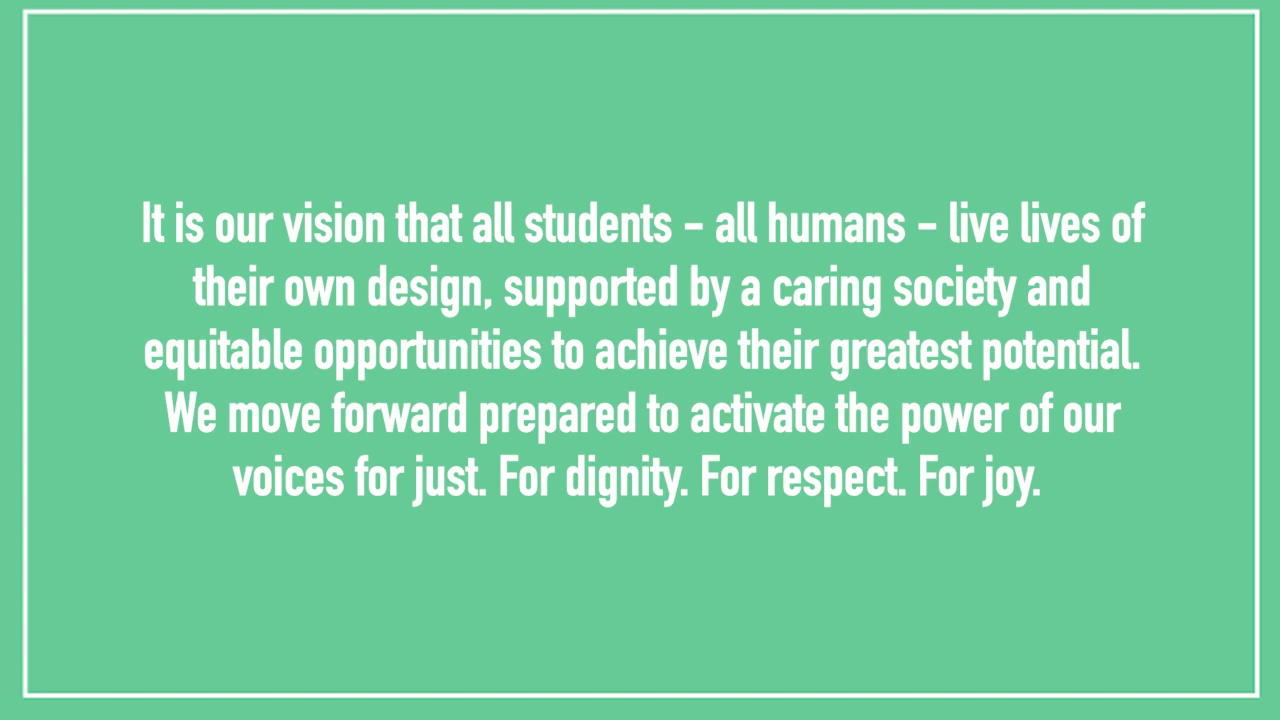 It is our vision that all students – all humans – live lives of
their own design, supported by a caring society and
equitable opportunities to achieve their greatest potential.
We move forward prepared to activate the power of our
voices for just. For dignity. For respect. For joy.